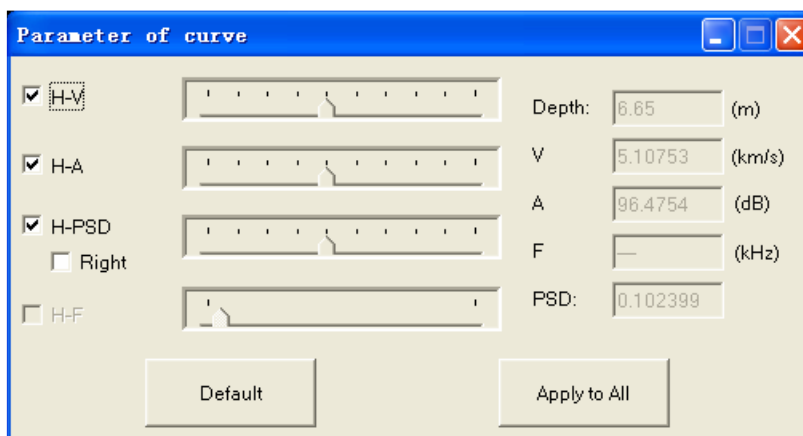 Parameter of curve
H-V
H-A
H-PSD
Right
H-F
Depth: 6.65 (m)
V 5.10753 (km/s)
A 96.4754 (dB)
F — (kHz)
PSD: 0.102399
Default
Apply to All